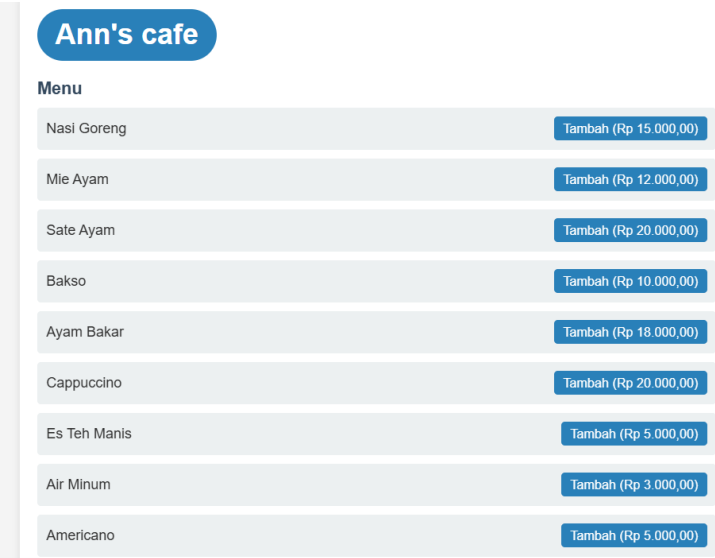 Ann's cafe
Menu
Nasi Goreng Tambah (Rp 15.000,00)
Mie Ayam Tambah (Rp 12.000,00)
Sate Ayam Tambah (Rp 20.000,00)
Bakso Tambah (Rp 10.000,00)
Ayam Bakar Tambah (Rp 18.000,00)
Cappuccino Tambah (Rp 20.000,00)
Es Teh Manis Tambah (Rp 5.000,00)
Air Minum Tambah (Rp 3.000,00)
Americano Tambah (Rp 5.000,00)